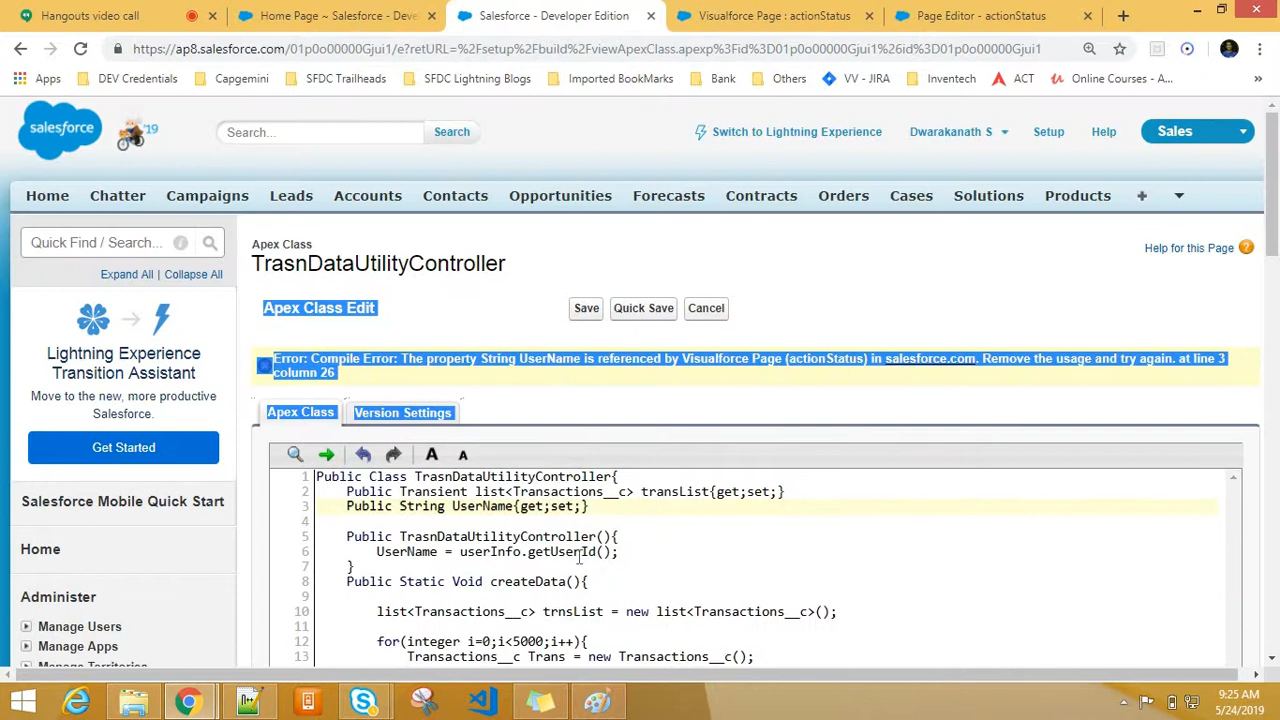 Hangouts video call
Home Page ~ Salesforce - Deve
Salesforce - Developer Edition
Visualforce Page : actionStatus
Page Editor - actionStatus
https://ap8.salesforce.com/01p0o00000Gjui1/e?retURL=%2Fsetup%2Fbuild%2FviewApexClass.apexp%3Fid%3D01p0o00000Gjui1%26id%3D01p0o00000Gjui1
Apps
DEV Credentials
Capgemini
SFDC Trailheads
SFDC Lightning Blogs
Imported BookMarks
Bank
Others
VV - JIRA
Inventech
ACT
Online Courses - A...
»
salesforce
'19
Search...
Search
Switch to Lightning Experience
Dwarakanath S
Setup
Help
Sales
Home
Chatter
Campaigns
Leads
Accounts
Contacts
Opportunities
Forecasts
Contracts
Orders
Cases
Solutions
Products
+
Quick Find / Search...
Expand All | Collapse All
Lightning Experience
Transition Assistant
Move to the new, more productive
Salesforce.
Get Started
Salesforce Mobile Quick Start
Home
Administer
Manage Users
Manage Apps
Manage Territories
Apex Class
TrasnDataUtilityController
Help for this Page
Apex Class Edit
Save
Quick Save
Cancel
Error: Compile Error: The property String UserName is referenced by Visualforce Page (actionStatus) in salesforce.com. Remove the usage and try again. at line 3
column 26
Apex Class
Version Settings
A
A
1 Public Class TrasnDataUtilityController{
2 Public Transient list<Transactions__c> transList{get;set;}
3 Public String UserName{get;set;}
4
5 Public TrasnDataUtilityController(){
6 UserName = userInfo.getUserId();
7 }
8 Public Static Void createData(){
9
10 list<Transactions__c> trnsList = new list<Transactions__c>();
11
12 for(integer i=0;i<5000;i++){
13 Transactions__c Trans = new Transactions__c();
9:25 AM
5/24/2019